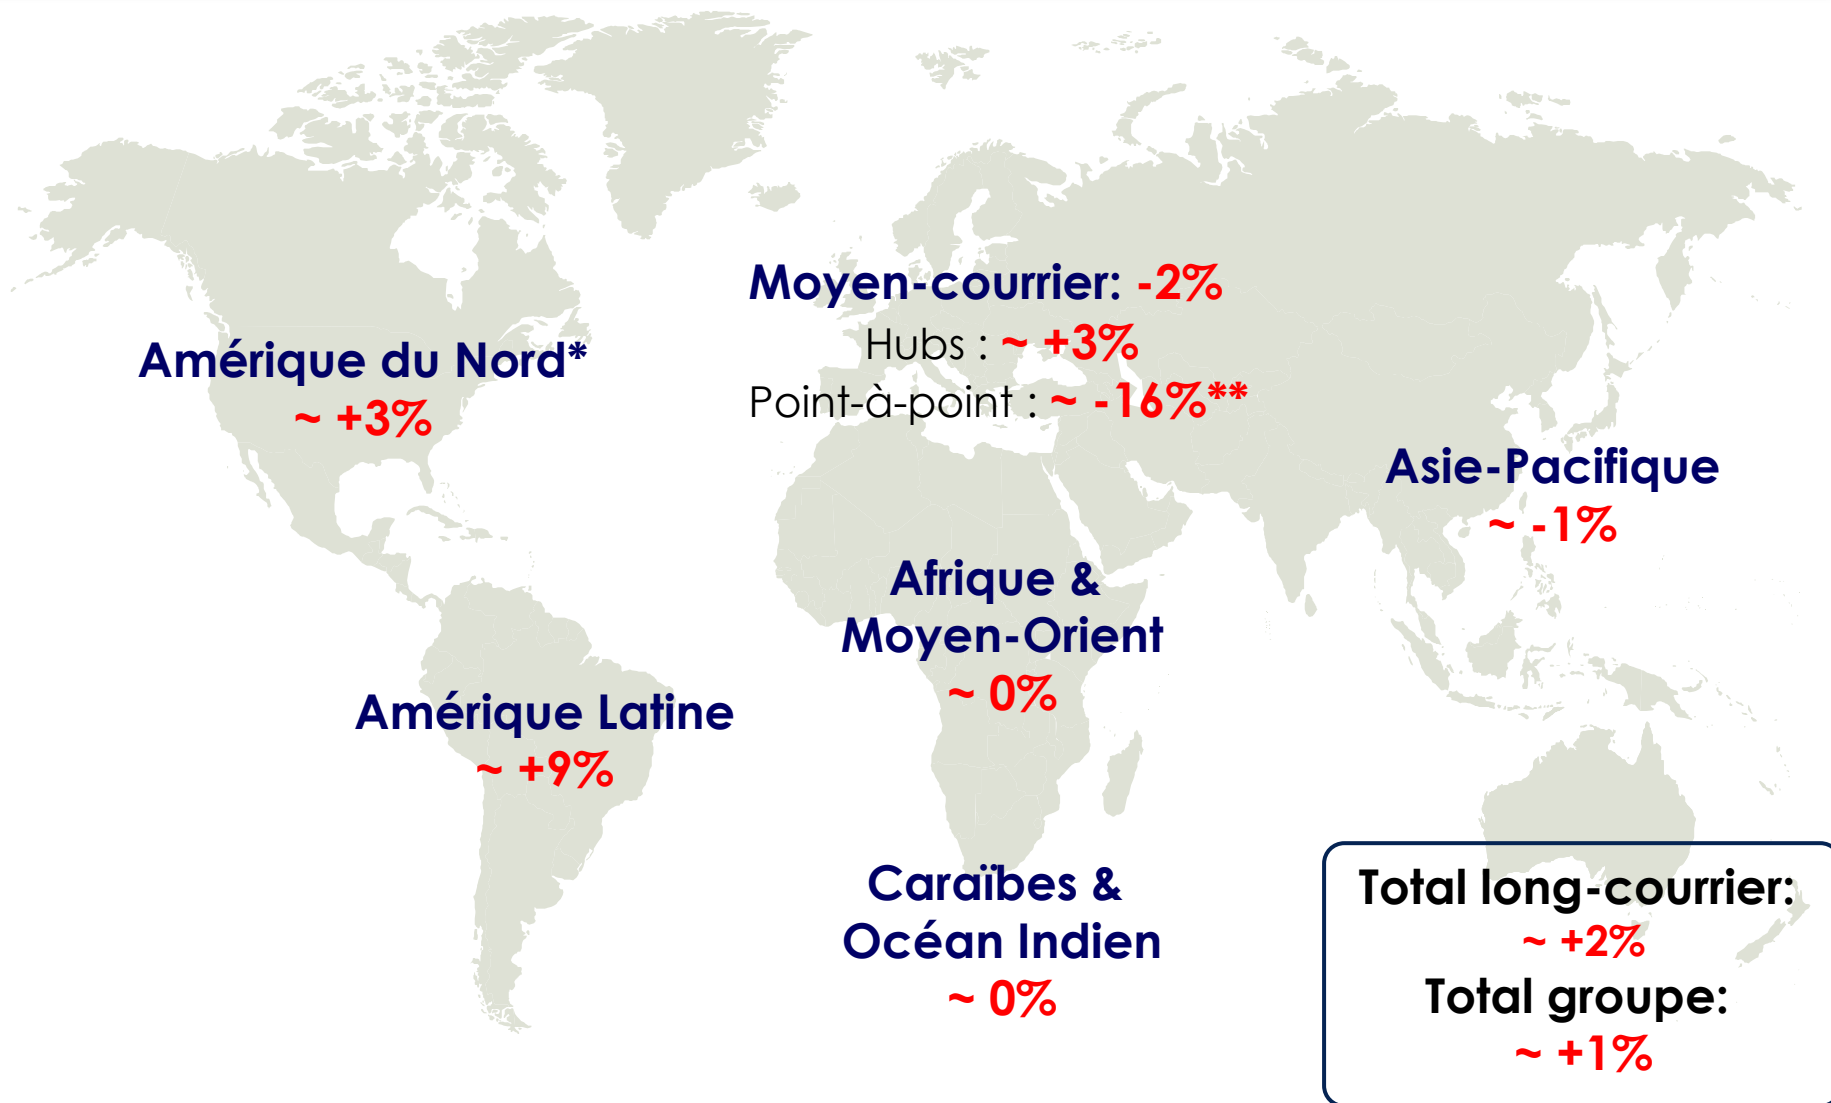 Moyen-courrier: -2%
Hubs : ~ +3%
Point-à-point : ~ -16%**
Amérique du Nord*
~ +3%
Asie-Pacifique
~ -1%
Afrique &
Moyen-Orient
~ 0%
Amérique Latine
~ +9%
Caraïbes &
Océan Indien
~ 0%
Total long-courrier:
~ +2%
Total groupe:
~ +1%